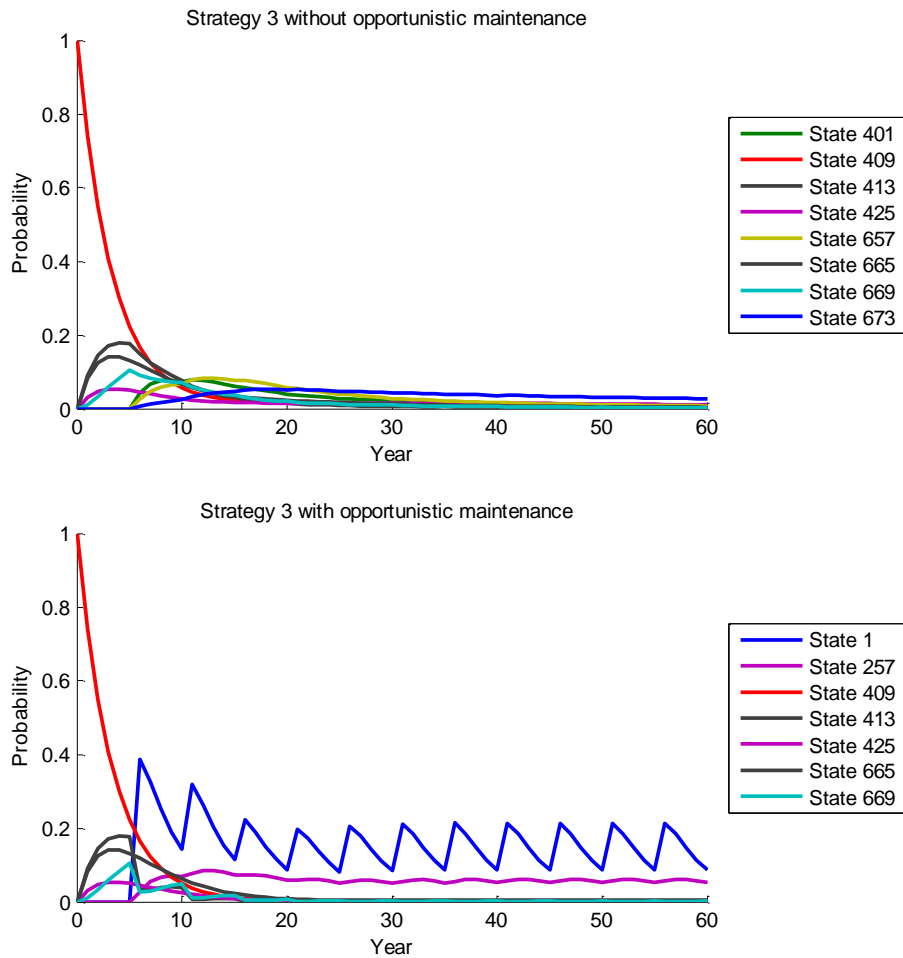 Strategy 3 without opportunistic maintenance
1
0.8
0.6
0.4
0.2
0
Probability
0 10 20 30 40 50 60
Year
State 401
State 409
State 413
State 425
State 657
State 665
State 669
State 673
Strategy 3 with opportunistic maintenance
1
0.8
0.6
0.4
0.2
0
Probability
0 10 20 30 40 50 60
Year
State 1
State 257
State 409
State 413
State 425
State 665
State 669